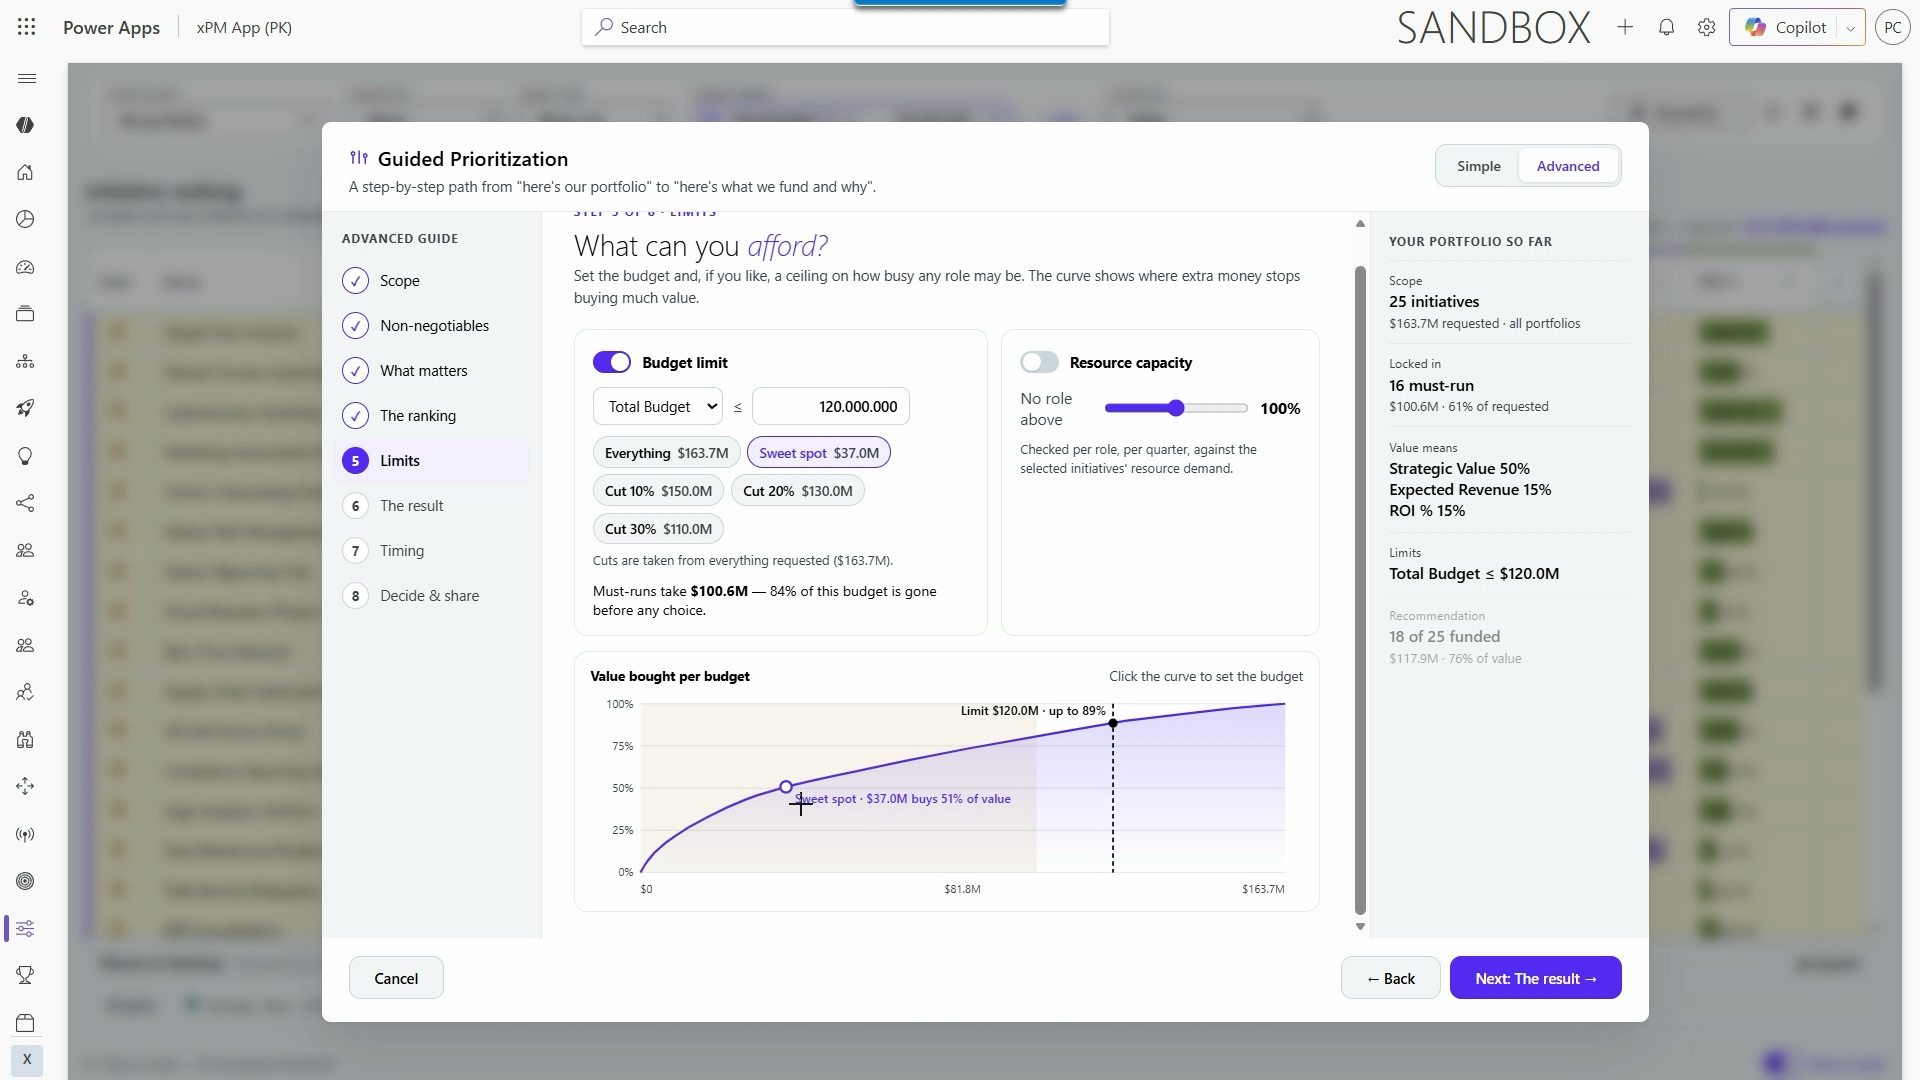 Power Apps
xPM App (PK)
Search
SANDBOX
Copilot
PC
Guided Prioritization
A step-by-step path from "here's our portfolio" to "here's what we fund and why".
Simple
Advanced
ADVANCED GUIDE
✓ Scope
✓ Non-negotiables
✓ What matters
✓ The ranking
5 Limits
6 The result
7 Timing
8 Decide & share
STEP 5 OF 8 · LIMITS
What can you afford?
Set the budget and, if you like, a ceiling on how busy any role may be. The curve shows where extra money stops
buying much value.
Budget limit
Total Budget ≤ 120.000.000
Everything $163.7M
Sweet spot $37.0M
Cut 10% $150.0M
Cut 20% $130.0M
Cut 30% $110.0M
Cuts are taken from everything requested ($163.7M).
Must-runs take $100.6M — 84% of this budget is gone
before any choice.
Resource capacity
No role
above
100%
Checked per role, per quarter, against the
selected initiatives' resource demand.
Value bought per budget
Click the curve to set the budget
100%
75%
50%
25%
0%
Limit $120.0M · up to 89%
Sweet spot · $37.0M buys 51% of value
$0
$81.8M
$163.7M
YOUR PORTFOLIO SO FAR
Scope
25 initiatives
$163.7M requested · all portfolios
Locked in
16 must-run
$100.6M · 61% of requested
Value means
Strategic Value 50%
Expected Revenue 15%
ROI % 15%
Limits
Total Budget ≤ $120.0M
Recommendation
18 of 25 funded
$117.9M · 76% of value
Cancel
← Back
Next: The result →
X